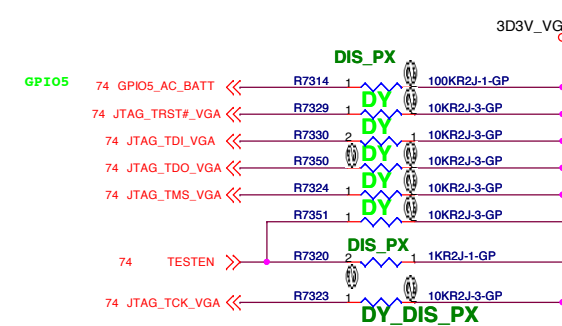 3D3V_VG
DIS_PX
GPIO5 74 GPIO5_AC_BATT R7314 1 100KR2J-1-GP
DY
74 JTAG_TRST#_VGA R7329 1 10KR2J-3-GP
DY
74 JTAG_TDI_VGA R7330 2 1 10KR2J-3-GP
DY
74 JTAG_TDO_VGA R7350 10KR2J-3-GP
DY
74 JTAG_TMS_VGA R7324 1 10KR2J-3-GP
DY
R7351 1 10KR2J-3-GP
DIS_PX
74 TESTEN R7320 2 1 1KR2J-1-GP
74 JTAG_TCK_VGA R7323 1 10KR2J-3-GP
DY_DIS_PX